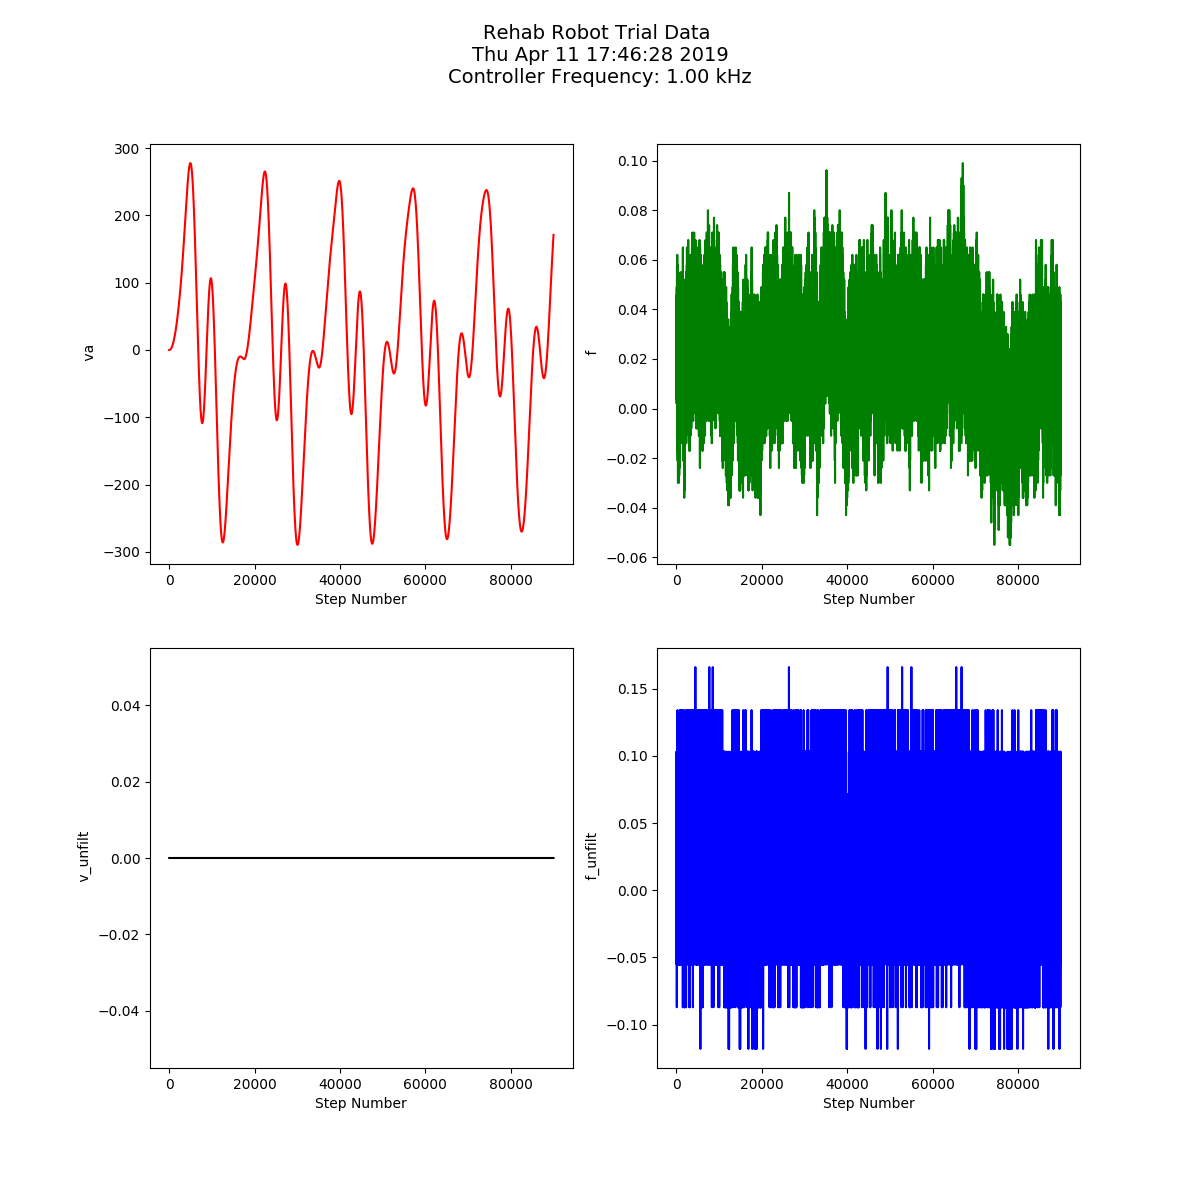 Rehab Robot Trial Data
Thu Apr 11 17:46:28 2019
Controller Frequency: 1.00 kHz
300
200
100
0
−100
−200
−300
va
0 20000 40000 60000 80000
Step Number
0.10
0.08
0.06
0.04
0.02
0.00
−0.02
−0.04
−0.06
f
0 20000 40000 60000 80000
Step Number
0.04
0.02
0.00
−0.02
−0.04
v_unfilt
0 20000 40000 60000 80000
Step Number
0.15
0.10
0.05
0.00
−0.05
−0.10
f_unfilt
0 20000 40000 60000 80000
Step Number